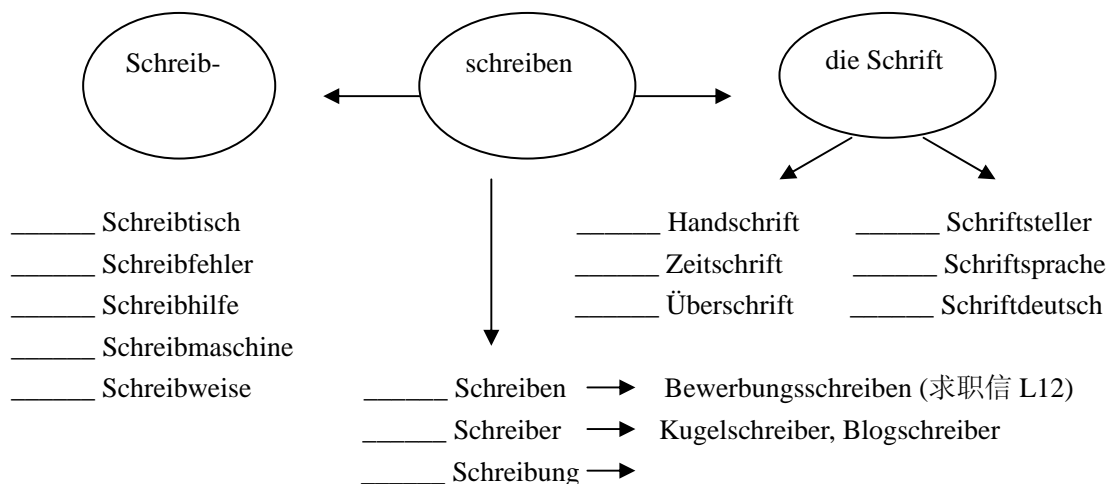 Schreib-
schreiben
die Schrift
______ Schreibtisch
______ Schreibfehler
______ Schreibhilfe
______ Schreibmaschine
______ Schreibweise
______ Handschrift
______ Zeitschrift
______ Überschrift
______ Schriftsteller
______ Schriftsprache
______ Schriftdeutsch
______ Schreiben → Bewerbungsschreiben (求职信 L12)
______ Schreiber → Kugelschreiber, Blogschreiber
______ Schreibung →